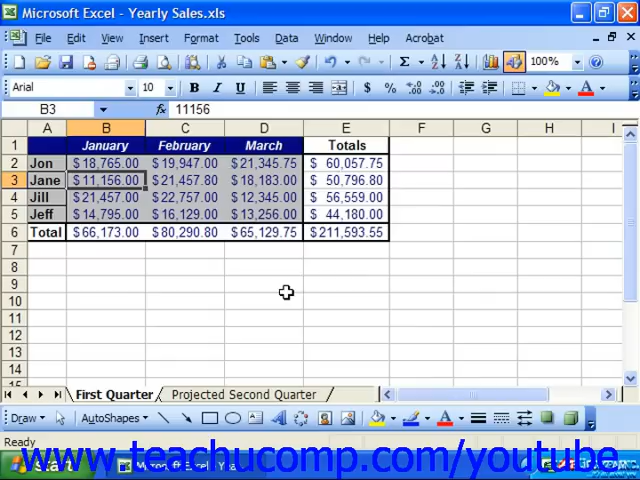 Microsoft Excel - Yearly Sales.xls
File Edit View Insert Format Tools Data Window Help Acrobat
100%
Arial 10 B I U $ %
B3 fx 11156
A B C D E F G H I
1 January February March Totals
2 Jon $ 18,765.00 $ 19,947.00 $ 21,345.75 $ 60,057.75
3 Jane $ 11,156.00 $ 21,457.80 $ 18,183.00 $ 50,796.80
4 Jill $ 21,457.00 $ 22,757.00 $ 12,345.00 $ 56,559.00
5 Jeff $ 14,795.00 $ 16,129.00 $ 13,256.00 $ 44,180.00
6 Total $ 66,173.00 $ 80,290.80 $ 65,129.75 $ 211,593.55
7
8
9
10
11
12
13
14
15
First Quarter Projected Second Quarter
Draw AutoShapes
Ready
www.teachucomp.com/youtube
Start Microsoft Excel - Yea